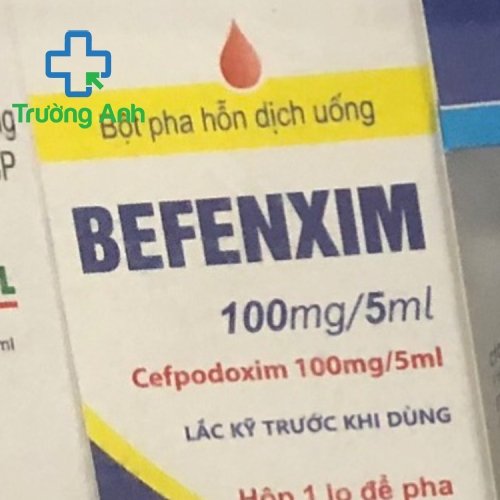 Trường Anh
Bột pha hỗn dịch uống
BEFENXIM
100mg/5ml
Cefpodoxim 100mg/5ml
LẮC KỸ TRƯỚC KHI DÙNG
Hộp 1 lọ để pha
g
P
L
ml